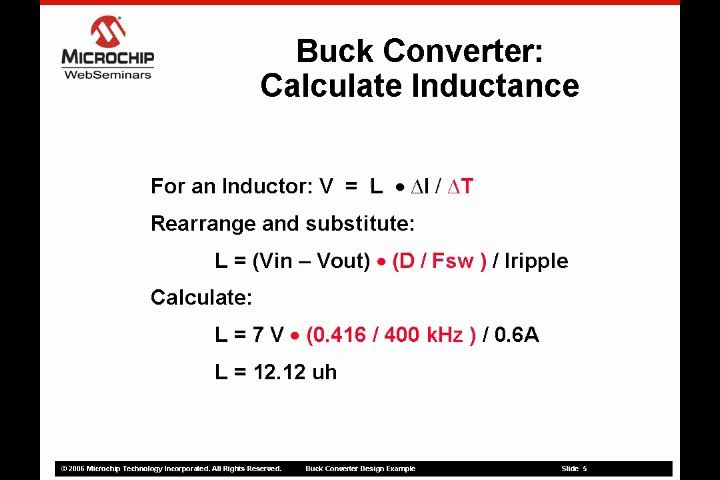 MICROCHIP
WebSeminars
Buck Converter:
Calculate Inductance
For an Inductor: V = L • ΔI / ΔT
Rearrange and substitute:
L = (Vin – Vout) • (D / Fsw ) / Iripple
Calculate:
L = 7 V • (0.416 / 400 kHz ) / 0.6A
L = 12.12 uh
© 2006 Microchip Technology Incorporated. All Rights Reserved. Buck Converter Design Example Slide 5